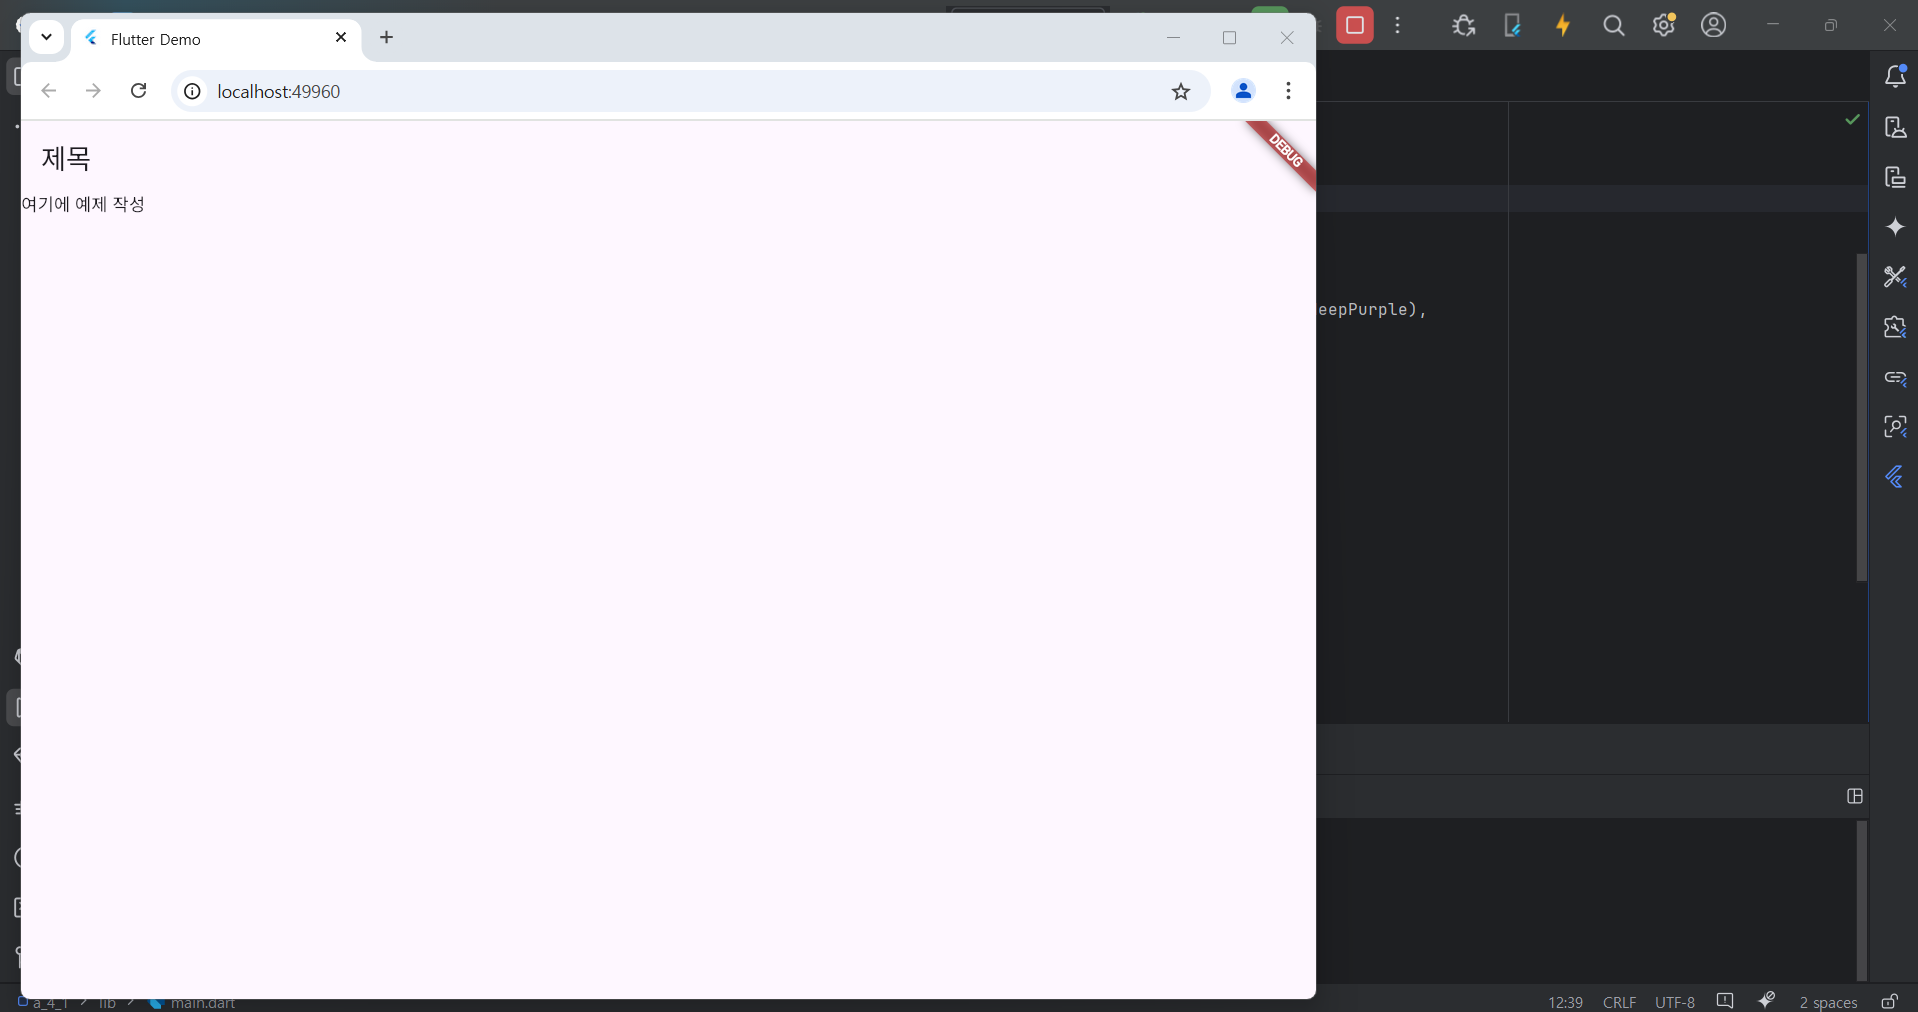 Flutter Demo
localhost:49960
DEBUG
제목
여기에 예제 작성
eepPurple),
a_4_1 > lib > main.dart
12:39 CRLF UTF-8 2 spaces